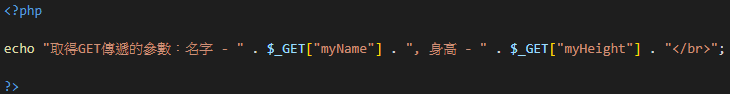 <?php
echo "取得GET傳遞的參數：名字 - " . $_GET["myName"] . ", 身高 - " . $_GET["myHeight"] . "</br>";
?>